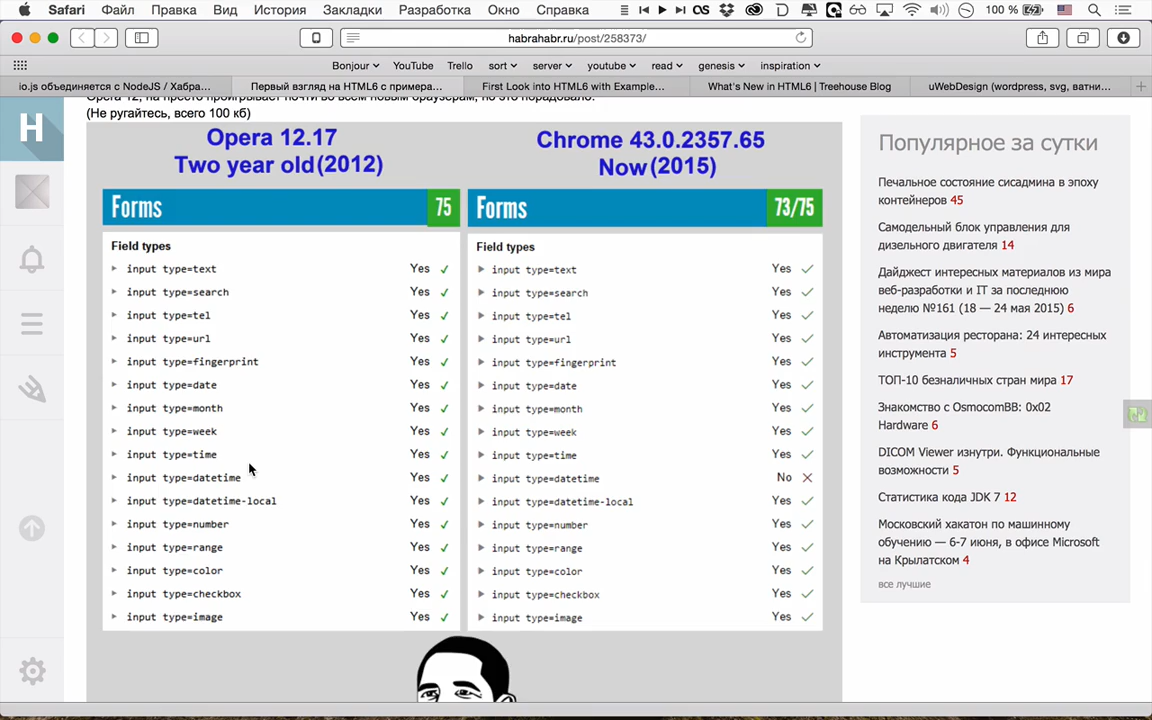 Safari Файл Правка Вид История Закладки Разработка Окно Справка 100 %
habrahabr.ru/post/258373/
Bonjour YouTube Trello sort server youtube read genesis inspiration
io.js объединяется с NodeJS / Хабра...
Первый взгляд на HTML6 с примера...
First Look into HTML6 with Example...
What's New in HTML6 | Treehouse Blog
uWebDesign (wordpress, svg, ватни...
H
Opera 12, на просто проигрывает почти во всём новым браузерам, но это порадовало:
(Не ругайтесь, всего 100 кб)
Opera 12.17
Two year old(2012)
Forms 75
Field types
input type=text Yes ✓
input type=search Yes ✓
input type=tel Yes ✓
input type=url Yes ✓
input type=fingerprint Yes ✓
input type=date Yes ✓
input type=month Yes ✓
input type=week Yes ✓
input type=time Yes ✓
input type=datetime Yes ✓
input type=datetime-local Yes ✓
input type=number Yes ✓
input type=range Yes ✓
input type=color Yes ✓
input type=checkbox Yes ✓
input type=image Yes ✓
Chrome 43.0.2357.65
Now(2015)
Forms 73/75
Field types
input type=text Yes ✓
input type=search Yes ✓
input type=tel Yes ✓
input type=url Yes ✓
input type=fingerprint Yes ✓
input type=date Yes ✓
input type=month Yes ✓
input type=week Yes ✓
input type=time Yes ✓
input type=datetime No ✗
input type=datetime-local Yes ✓
input type=number Yes ✓
input type=range Yes ✓
input type=color Yes ✓
input type=checkbox Yes ✓
input type=image Yes ✓
Популярное за сутки
Печальное состояние сисадмина в эпоху
контейнеров 45
Самодельный блок управления для
дизельного двигателя 14
Дайджест интересных материалов из мира
веб-разработки и IT за последнюю
неделю №161 (18 — 24 мая 2015) 6
Автоматизация ресторана: 24 интересных
инструмента 5
ТОП-10 безналичных стран мира 17
Знакомство с OsmocomBB: 0x02
Hardware 6
DICOM Viewer изнутри. Функциональные
возможности 5
Статистика кода JDK 7 12
Московский хакатон по машинному
обучению — 6-7 июня, в офисе Microsoft
на Крылатском 4
все лучшие